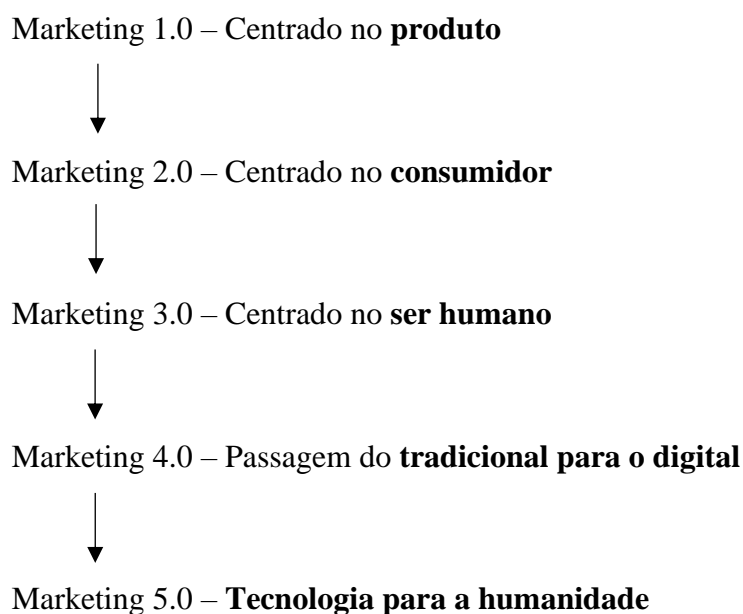 Marketing 1.0 – Centrado no produto
Marketing 2.0 – Centrado no consumidor
Marketing 3.0 – Centrado no ser humano
Marketing 4.0 – Passagem do tradicional para o digital
Marketing 5.0 – Tecnologia para a humanidade